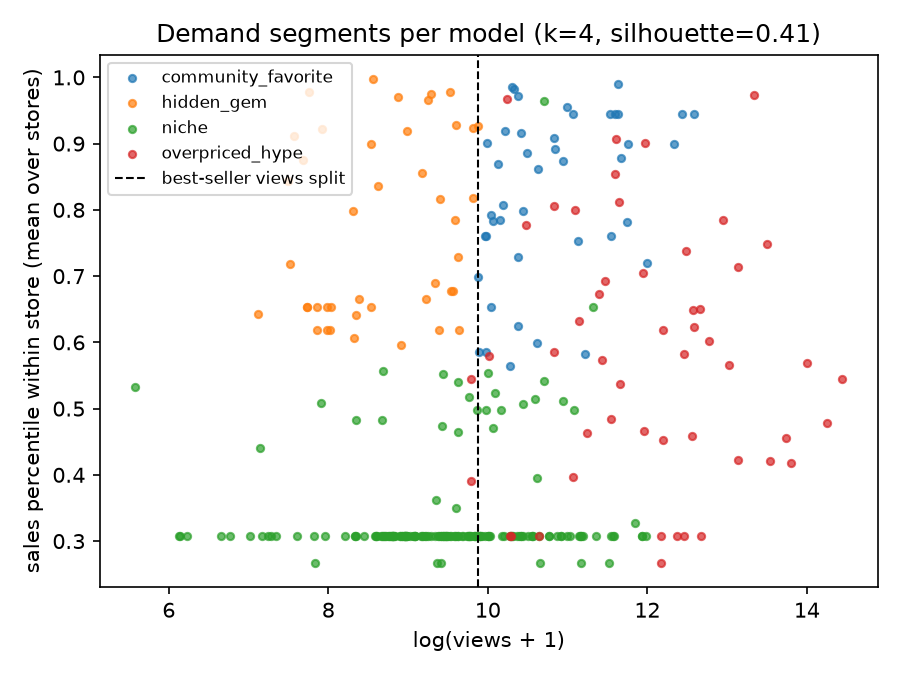 Demand segments per model (k=4, silhouette=0.41)
sales percentile within store (mean over stores)
1.0
0.9
0.8
0.7
0.6
0.5
0.4
0.3
community_favorite
hidden_gem
niche
overpriced_hype
best-seller views split
6 8 10 12 14
log(views + 1)